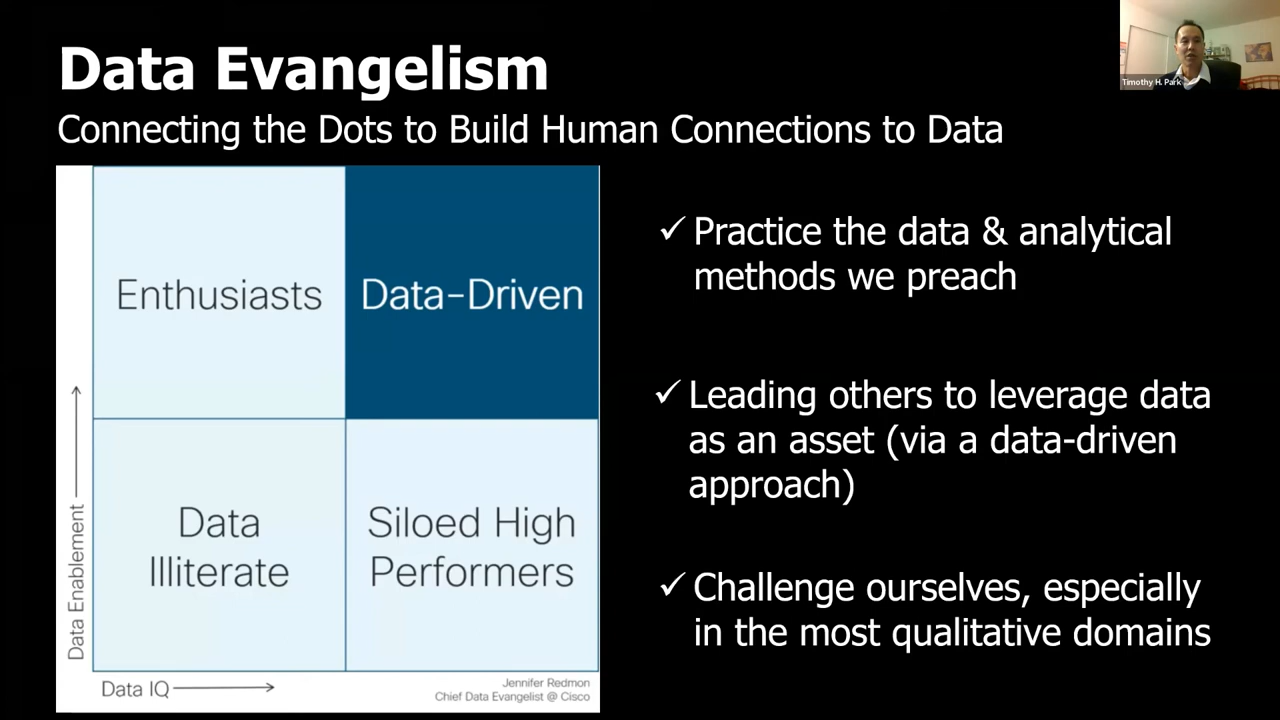 Data Evangelism
Connecting the Dots to Build Human Connections to Data
Timothy H. Park
Enthusiasts
Data-Driven
Data
Illiterate
Siloed High
Performers
Data Enablement
Data IQ
Jennifer Redmon
Chief Data Evangelist @ Cisco
✓ Practice the data & analytical
methods we preach
✓ Leading others to leverage data
as an asset (via a data-driven
approach)
✓ Challenge ourselves, especially
in the most qualitative domains